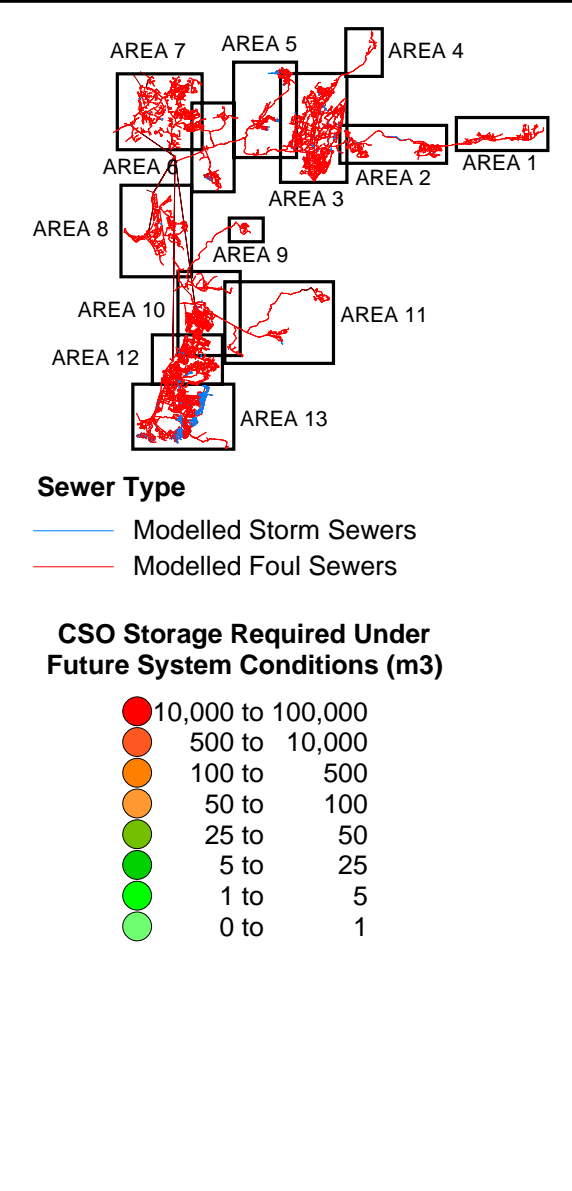 AREA 7
AREA 5
AREA 4
AREA 6
AREA 3
AREA 2
AREA 1
AREA 8
AREA 9
AREA 10
AREA 11
AREA 12
AREA 13
Sewer Type
Modelled Storm Sewers
Modelled Foul Sewers
CSO Storage Required Under
Future System Conditions (m3)
10,000 to 100,000
500 to 10,000
100 to 500
50 to 100
25 to 50
5 to 25
1 to 5
0 to 1